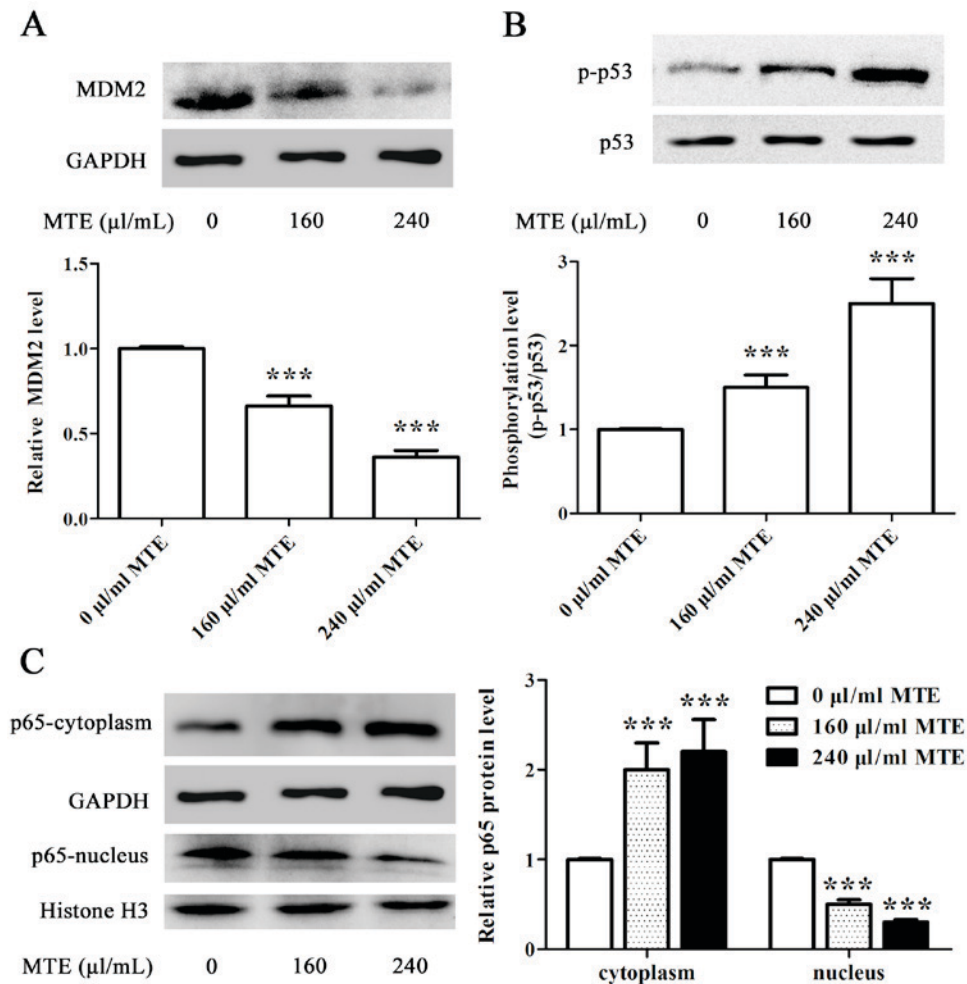 A
MDM2
GAPDH
MTE (µl/mL) 0 160 240
1.5
1.0
0.5
0.0
Relative MDM2 level
***
***
0 µl/ml MTE
160 µl/ml MTE
240 µl/ml MTE
B
p-p53
p53
MTE (µl/mL) 0 160 240
3
2
1
0
Phosphorylation level
(p-p53/p53)
***
***
0 µl/ml MTE
160 µl/ml MTE
240 µl/ml MTE
C
p65-cytoplasm
GAPDH
p65-nucleus
Histone H3
MTE (µl/mL) 0 160 240
3
2
1
0
Relative p65 protein level
***
***
***
***
0 µl/ml MTE
160 µl/ml MTE
240 µl/ml MTE
cytoplasm nucleus